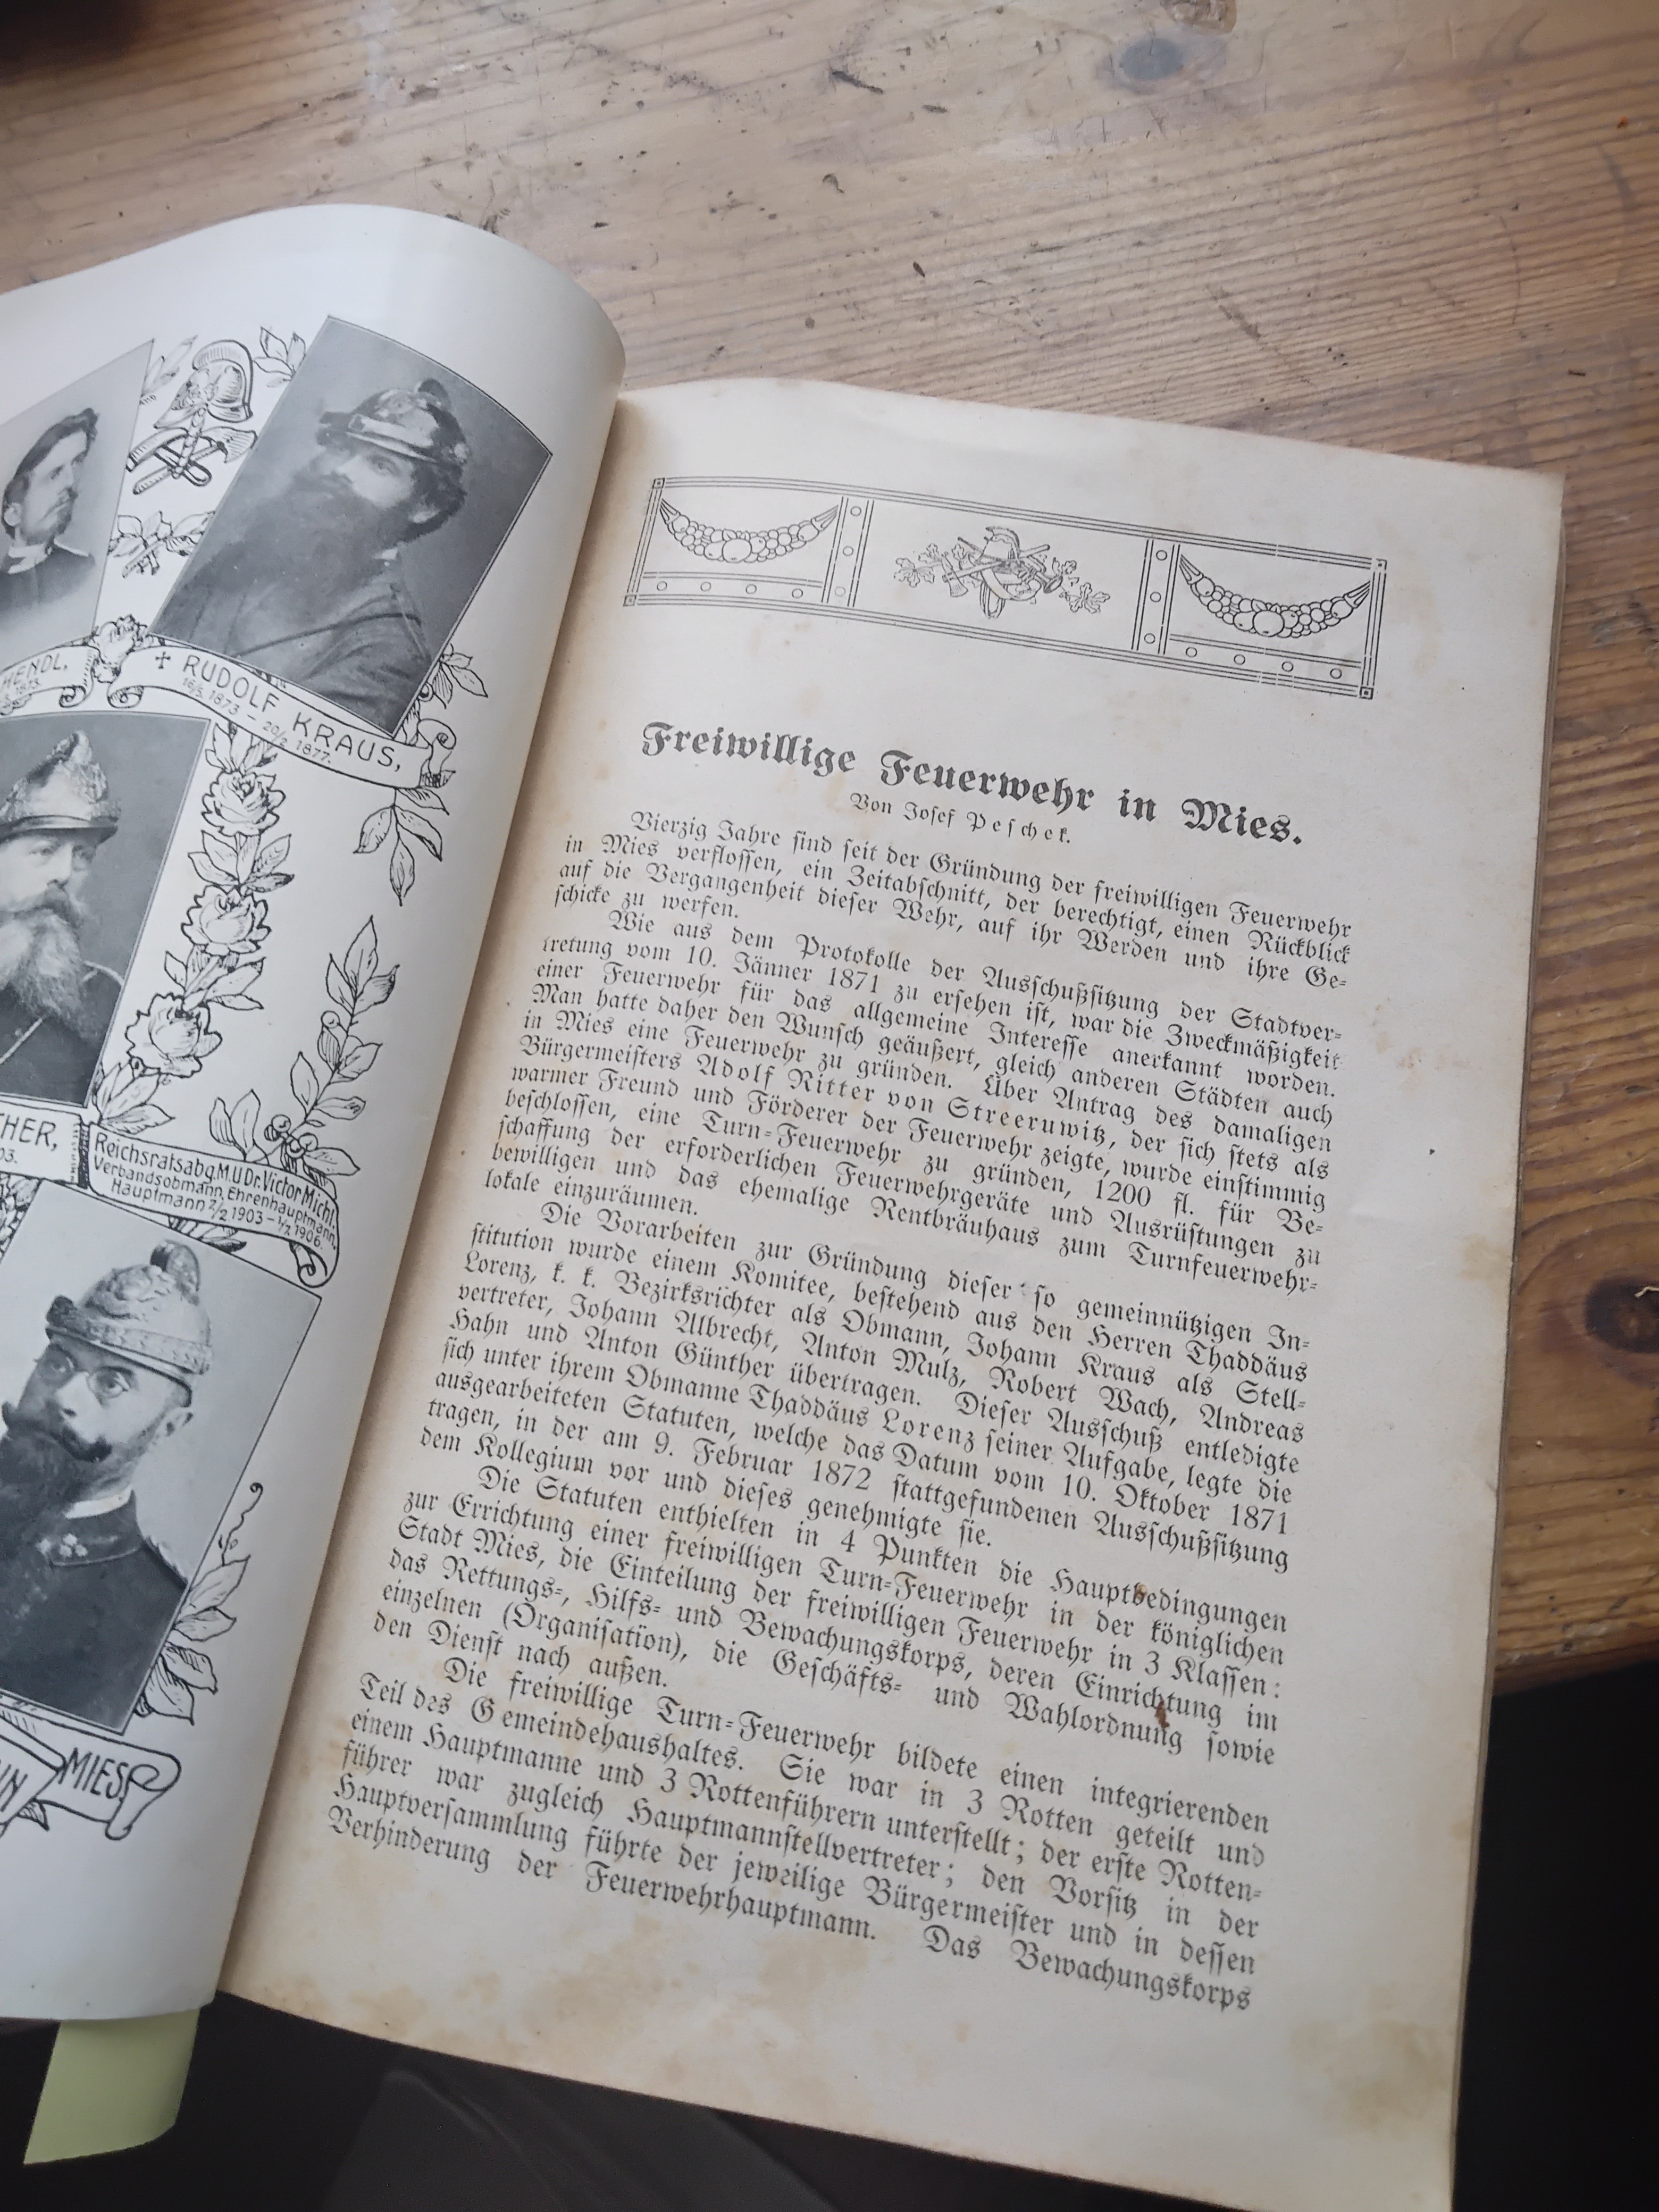 HENDL,
✝ RUDOLF KRAUS,
16/3. 1873 – 20/2 1877.
CHER,
03.
Reichsratsabg.M.U.Dr.Victor Michl.
Verbandsobmann, Ehrenhauptmann,
Hauptmann 2/2 1903 – 1/2 1906.
MIES.
Freiwillige Feuerwehr in Mies.
Von Josef Peschek.
Vierzig Jahre sind seit der Gründung der freiwilligen Feuerwehr
in Mies verflossen, ein Zeitabschnitt, der berechtigt, einen Rückblick
auf die Vergangenheit dieser Wehr, auf ihr Werden und ihre Ge-
schicke zu werfen.
Wie aus dem Protokolle der Ausschußsitzung der Stadtver-
tretung vom 10. Jänner 1871 zu ersehen ist, war die Zweckmäßigkeit
einer Feuerwehr für das allgemeine Interesse anerkannt worden.
Man hatte daher den Wunsch geäußert, gleich anderen Städten auch
in Mies eine Feuerwehr zu gründen. Über Antrag des damaligen
Bürgermeisters Adolf Ritter von Streeruwitz, der sich stets als
warmer Freund und Förderer der Feuerwehr zeigte, wurde einstimmig
beschlossen, eine Turn-Feuerwehr zu gründen, 1200 fl. für Be-
schaffung der erforderlichen Feuerwehrgeräte und Ausrüstungen zu
bewilligen und das ehemalige Rentbräuhaus zum Turnfeuerwehr-
lokale einzuräumen.
Die Vorarbeiten zur Gründung dieser so gemeinnützigen In-
stitution wurde einem Komitee, bestehend aus den Herren Thaddäus
Lorenz, k. k. Bezirksrichter als Obmann, Johann Kraus als Stell-
vertreter, Johann Albrecht, Anton Mulz, Robert Wach, Andreas
Hahn und Anton Günther übertragen. Dieser Ausschuß entledigte
sich unter ihrem Obmanne Thaddäus Lorenz seiner Aufgabe, legte die
ausgearbeiteten Statuten, welche das Datum vom 10. Oktober 1871
tragen, in der am 9. Februar 1872 stattgefundenen Ausschußsitzung
dem Kollegium vor und dieses genehmigte sie.
Die Statuten enthielten in 4 Punkten die Hauptbedingungen
zur Errichtung einer freiwilligen Turn-Feuerwehr in der königlichen
Stadt Mies, die Einteilung der freiwilligen Feuerwehr in 3 Klassen:
das Rettungs-, Hilfs- und Bewachungskorps, deren Einrichtung im
einzelnen (Organisation), die Geschäfts- und Wahlordnung sowie
den Dienst nach außen.
Die freiwillige Turn-Feuerwehr bildete einen integrierenden
Teil des Gemeindehaushaltes. Sie war in 3 Rotten geteilt und
einem Hauptmanne und 3 Rottenführern unterstellt; der erste Rotten-
führer war zugleich Hauptmannstellvertreter; den Vorsitz in der
Hauptversammlung führte der jeweilige Bürgermeister und in dessen
Verhinderung der Feuerwehrhauptmann. Das Bewachungskorps